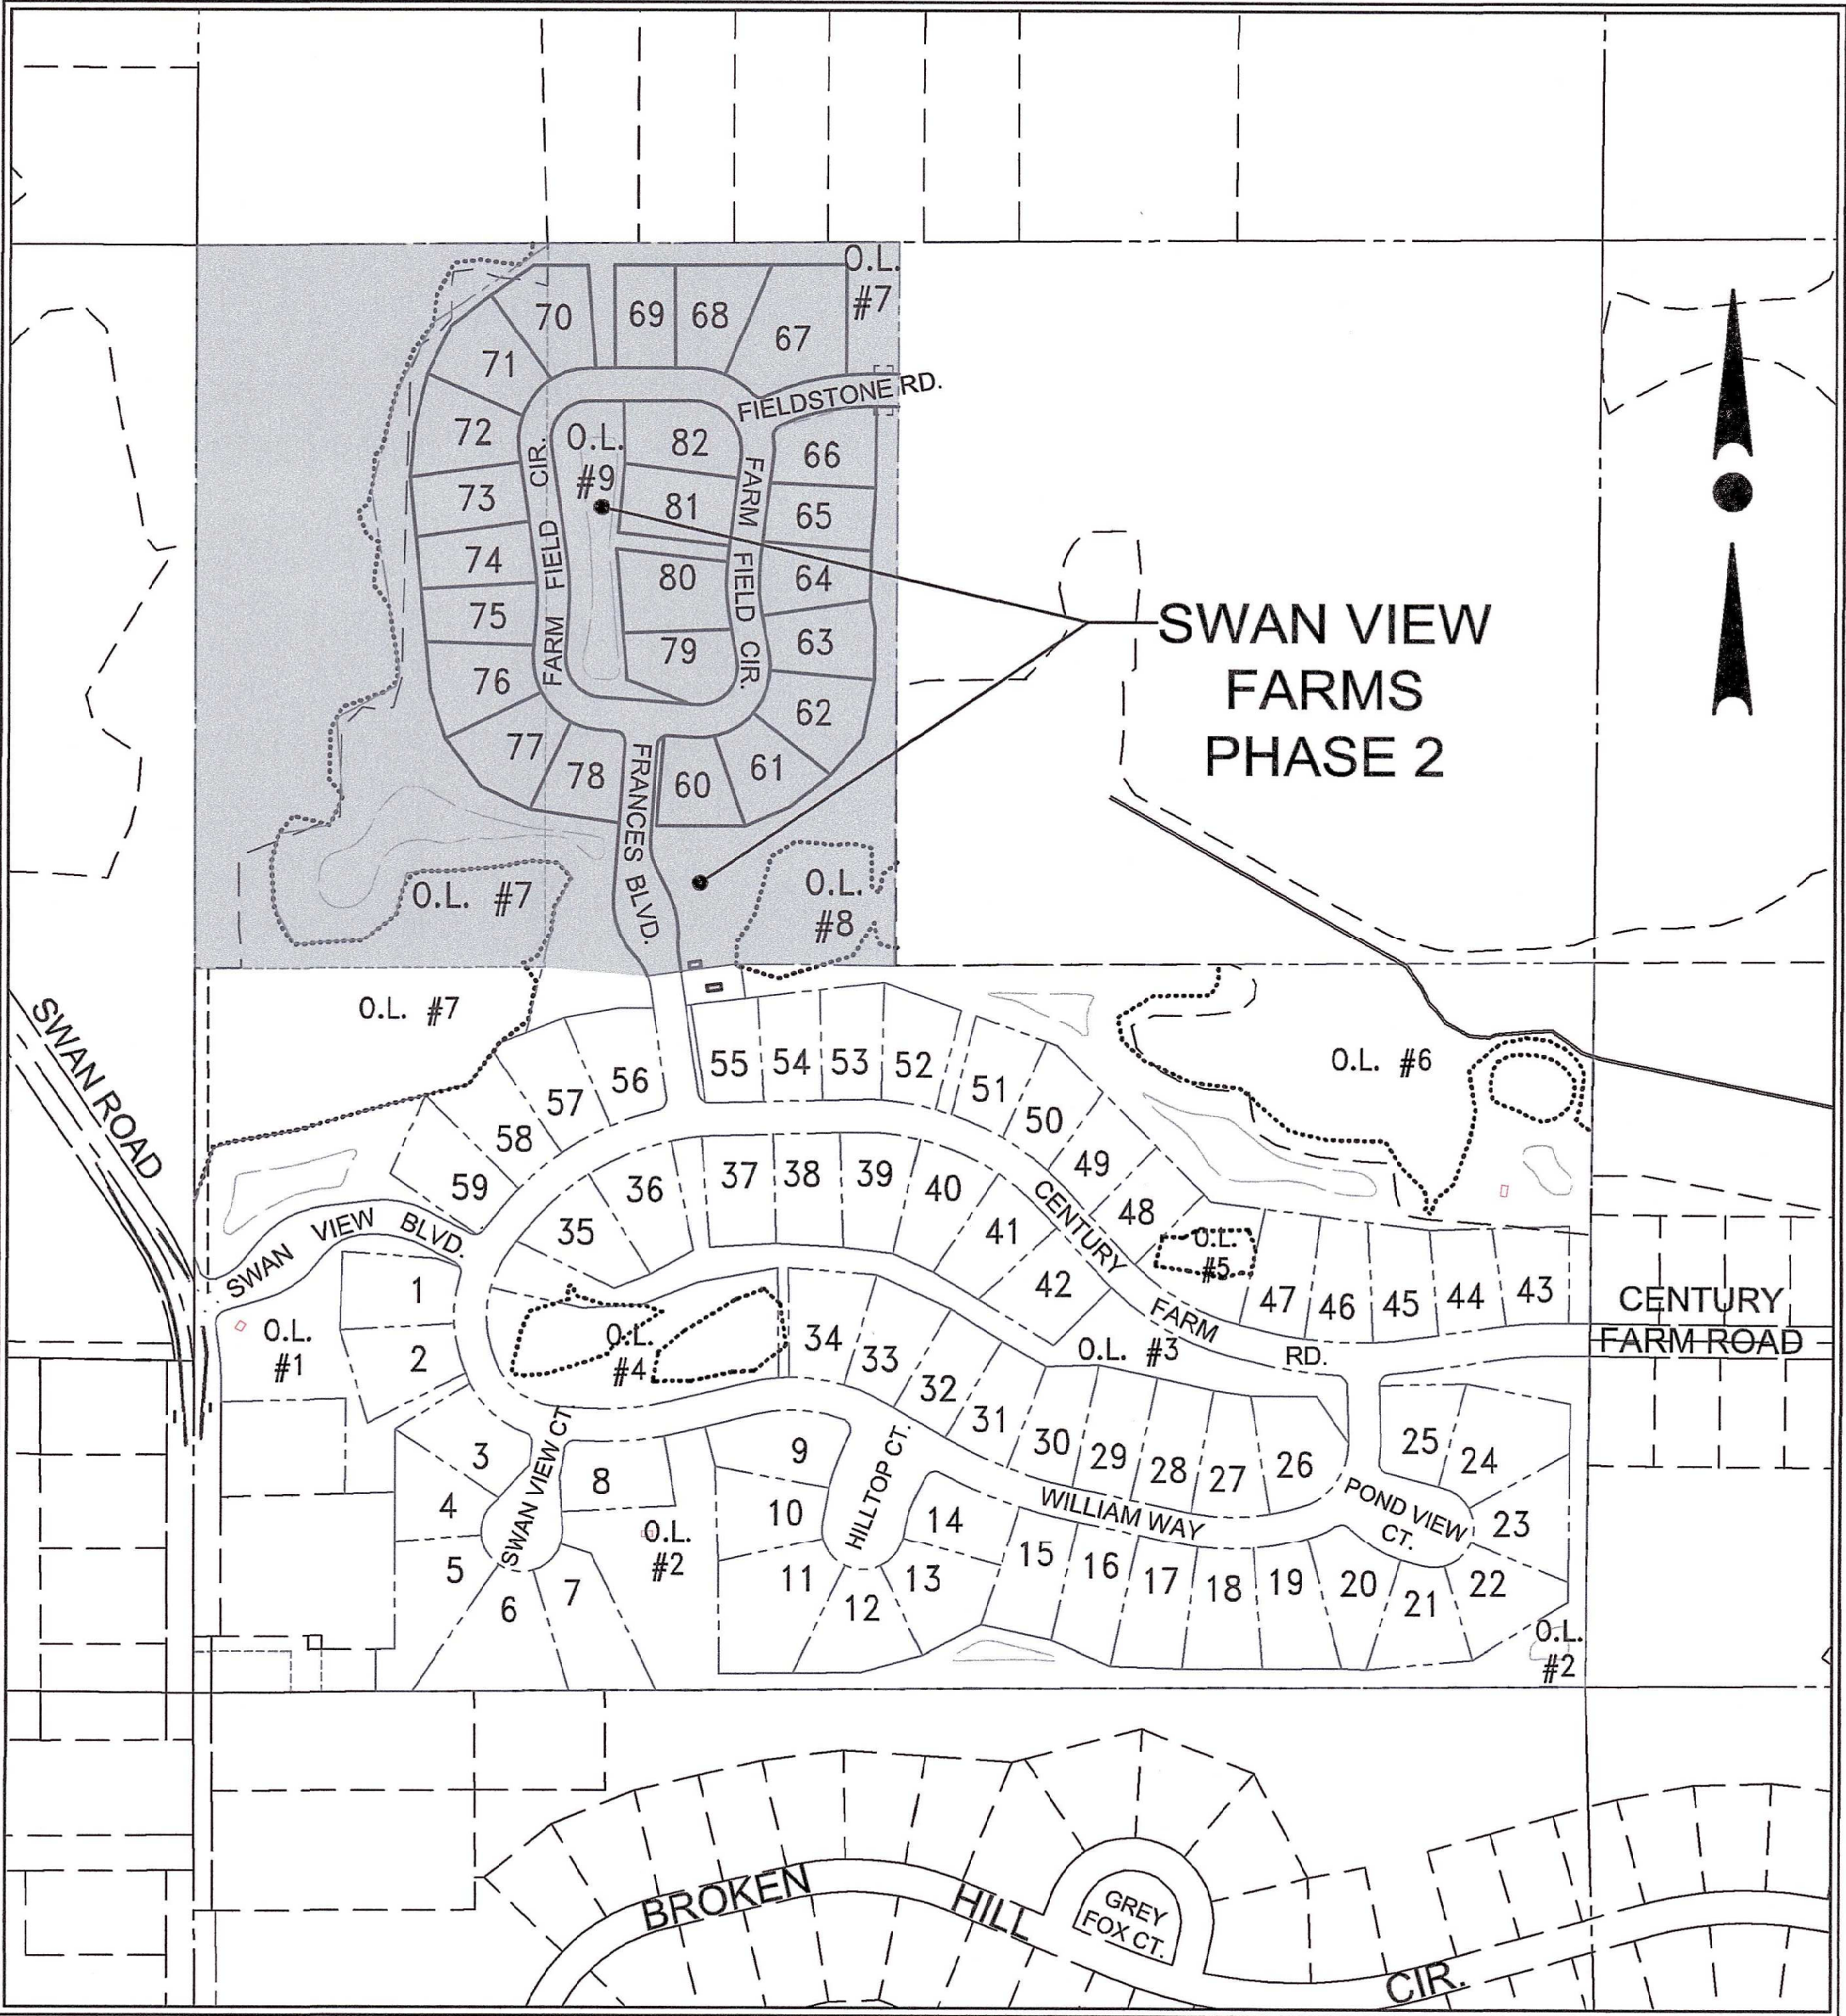 O.L.
#7
70
69
68
67
71
FIELDSTONE RD.
72
O.L.
#9
82
66
FARM FIELD CIR.
FARM FIELD CIR.
73
81
65
74
80
64
75
79
63
76
62
77
78
60
61
FRANCES BLVD.
SWAN VIEW
FARMS
PHASE 2
O.L. #7
O.L.
#8
O.L. #7
SWAN ROAD
O.L. #6
55
54
53
52
51
50
49
48
56
57
58
59
36
37
38
39
40
41
42
35
CENTURY FARM RD.
O.L.
#5
47
46
45
44
43
CENTURY
FARM ROAD
SWAN VIEW BLVD.
1
2
O.L.
#1
O.L.
#4
34
33
32
31
O.L. #3
30
29
28
27
26
25
24
23
3
4
5
6
7
8
SWAN VIEW CT
O.L.
#2
9
10
11
12
13
14
HILLTOP CT.
WILLIAM WAY
POND VIEW
CT.
15
16
17
18
19
20
21
22
O.L.
#2
BROKEN HILL CIR.
GREY
FOX CT.